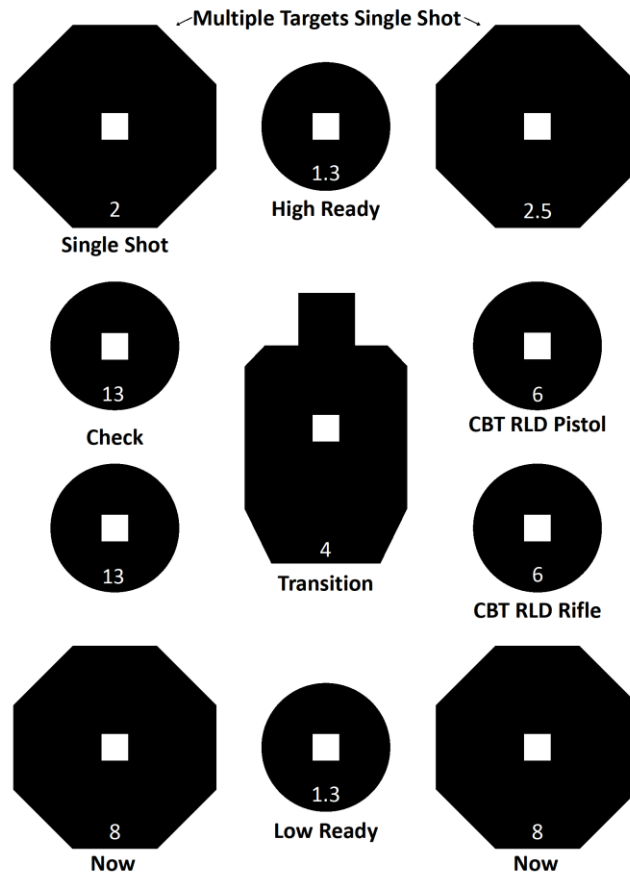 Multiple Targets Single Shot
2
1.3
2.5
Single Shot
High Ready
13
6
Check
CBT RLD Pistol
13
4
6
Transition
CBT RLD Rifle
8
1.3
8
Now
Low Ready
Now